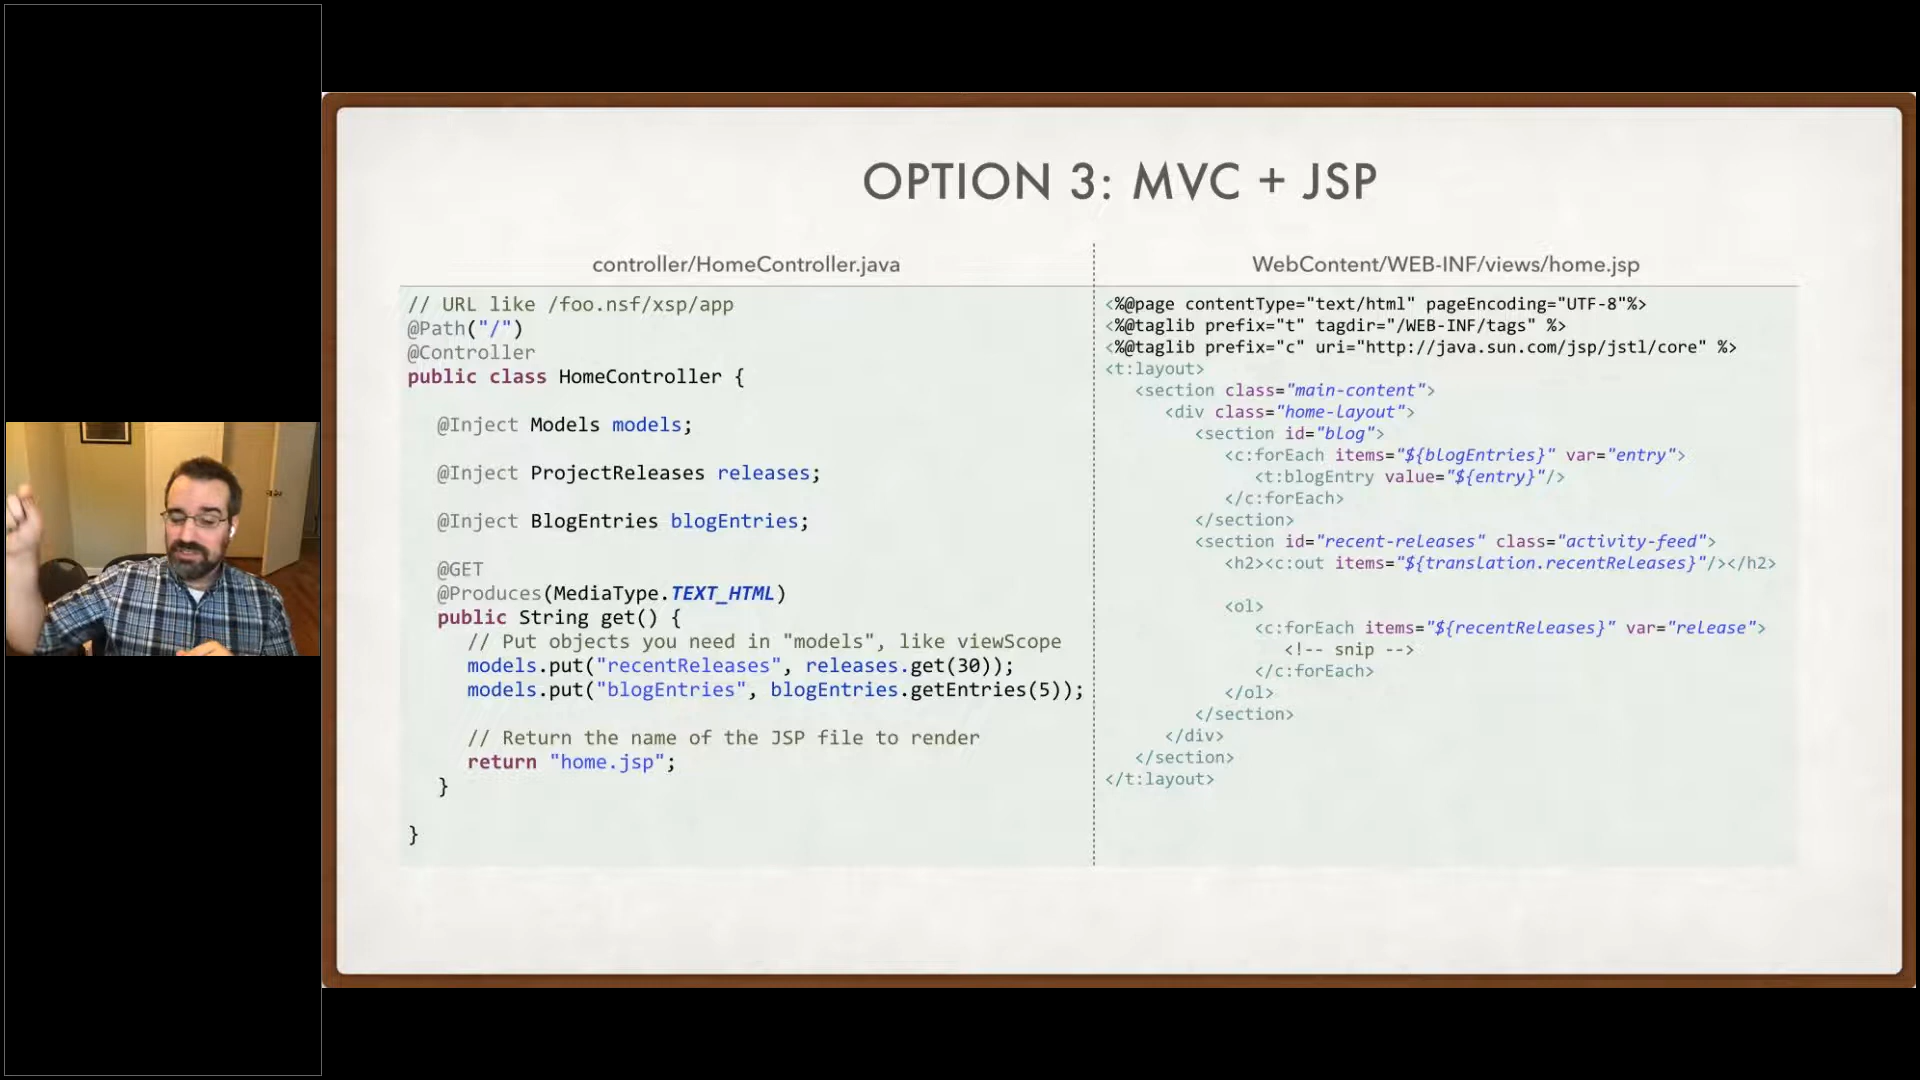 OPTION 3: MVC + JSP
controller/HomeController.java
// URL like /foo.nsf/xsp/app
@Path("/")
@Controller
public class HomeController {
@Inject Models models;
@Inject ProjectReleases releases;
@Inject BlogEntries blogEntries;
@GET
@Produces(MediaType.TEXT_HTML)
public String get() {
// Put objects you need in "models", like viewScope
models.put("recentReleases", releases.get(30));
models.put("blogEntries", blogEntries.getEntries(5));
// Return the name of the JSP file to render
return "home.jsp";
}
}
WebContent/WEB-INF/views/home.jsp
<%@page contentType="text/html" pageEncoding="UTF-8"%>
<%@taglib prefix="t" tagdir="/WEB-INF/tags" %>
<%@taglib prefix="c" uri="http://java.sun.com/jsp/jstl/core" %>
<t:layout>
<section class="main-content">
<div class="home-layout">
<section id="blog">
<c:forEach items="${blogEntries}" var="entry">
<t:blogEntry value="${entry}"/>
</c:forEach>
</section>
<section id="recent-releases" class="activity-feed">
<h2><c:out items="${translation.recentReleases}"/></h2>
<ol>
<c:forEach items="${recentReleases}" var="release">
<!-- snip -->
</c:forEach>
</ol>
</section>
</div>
</section>
</t:layout>